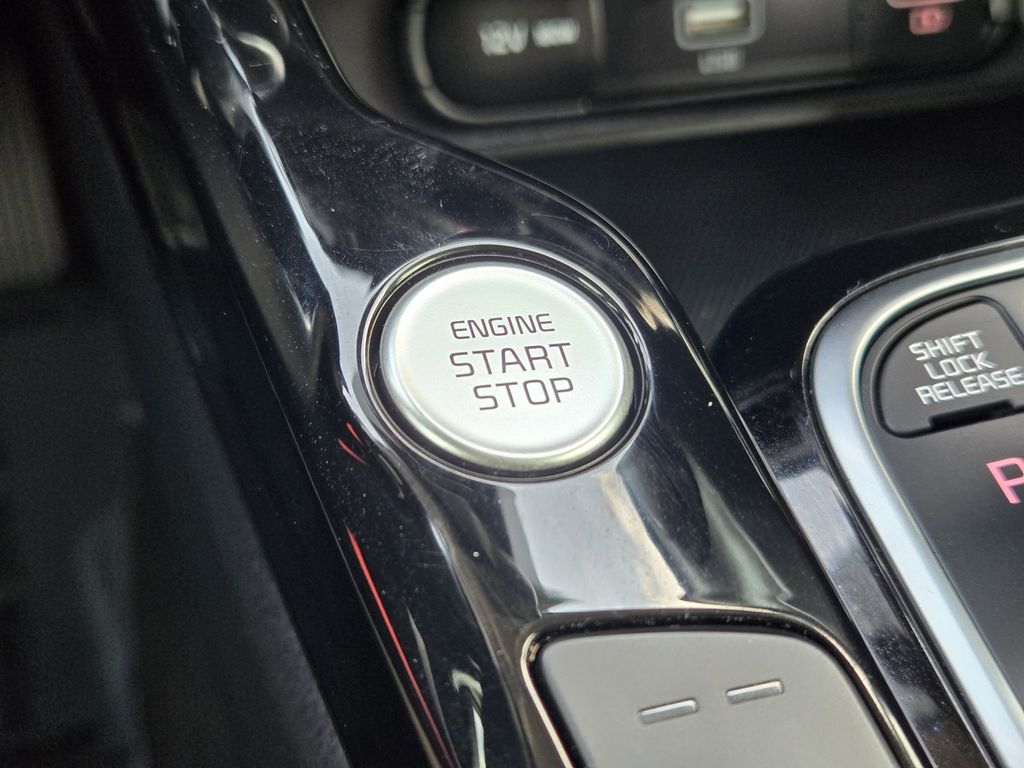 12V
USB
ENGINE
START
STOP
SHIFT
LOCK
RELEASE
P